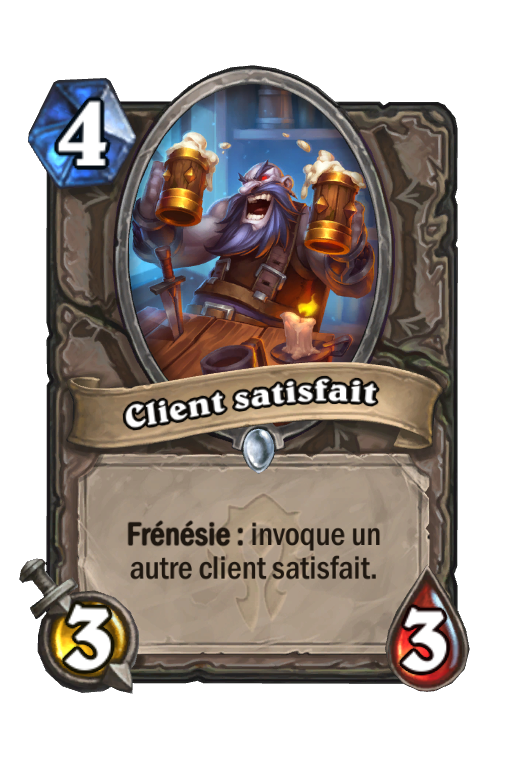 4
Client satisfait
Frénésie : invoque un
autre client satisfait.
3
3